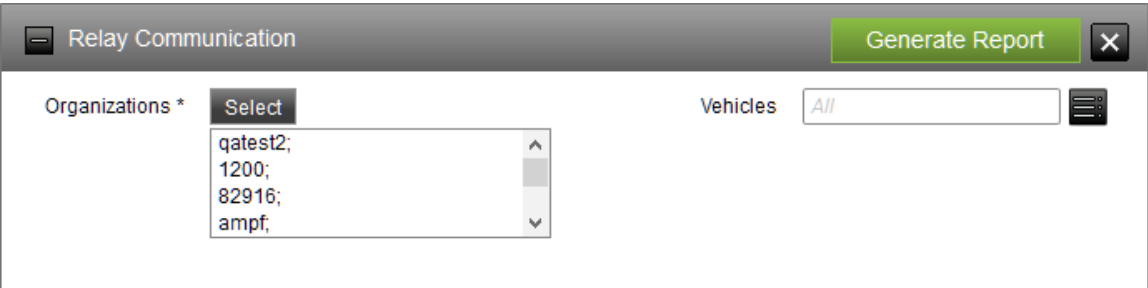 Relay Communication
Generate Report
Organizations *
Select
Vehicles
All
qatest2;
1200;
82916;
ampf;